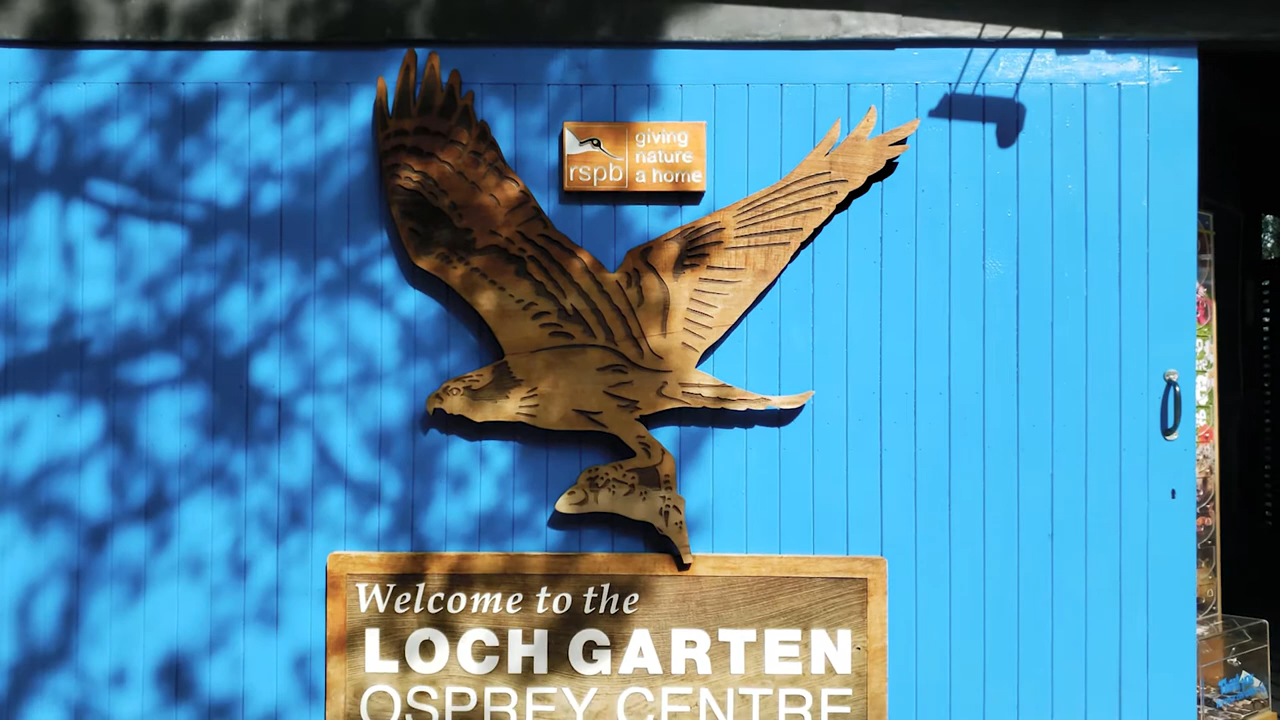 giving
nature
a home
rspb
Welcome to the
LOCH GARTEN
OSPREY CENTRE